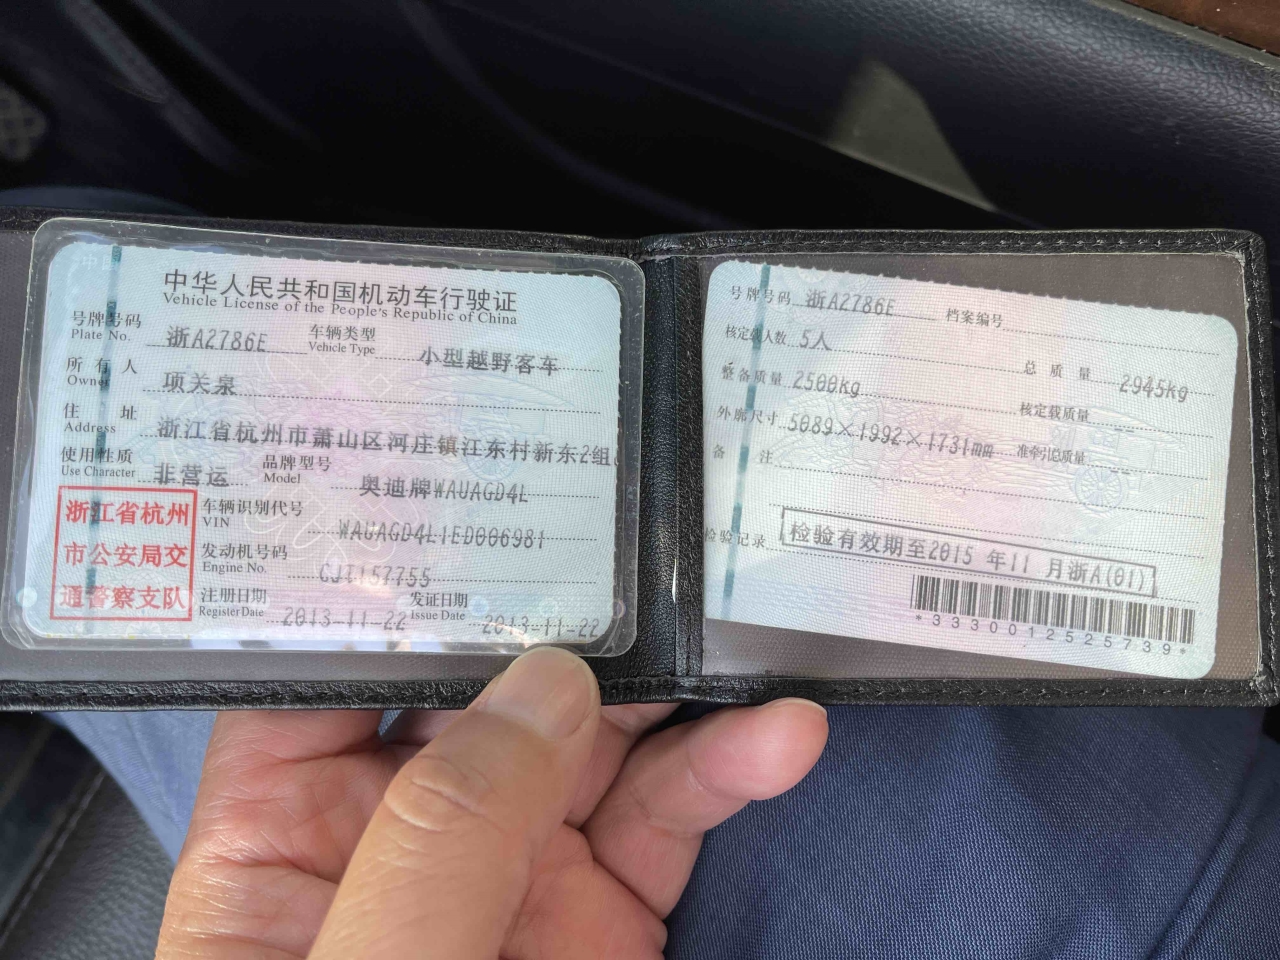 中华人民共和国机动车行驶证
Vehicle License of the People's Republic of China
号牌号码 浙A2786E 车辆类型 小型越野客车
Plate No. Vehicle Type
所有人 项关泉
Owner
住址 浙江省杭州市萧山区河庄镇江东村新东2组
Address
使用性质 非营运 品牌型号 奥迪牌WAUAGD4L
Use Character Model
浙江省杭州
市公安局交
通警察支队
车辆识别代号 WAUAGD4L1ED006981
VIN
发动机号码 CJT157755
Engine No.
注册日期 2013-11-22 发证日期 2013-11-22
Register Date Issue Date
号牌号码 浙A2786E 档案编号
核定载人数 5人 总质量 2945kg
整备质量 2500kg 核定载质量
外廓尺寸 5089×1992×1731mm 准牵引总质量
备注
检验记录 检验有效期至2015年11月浙A(01)
*3330012525739*